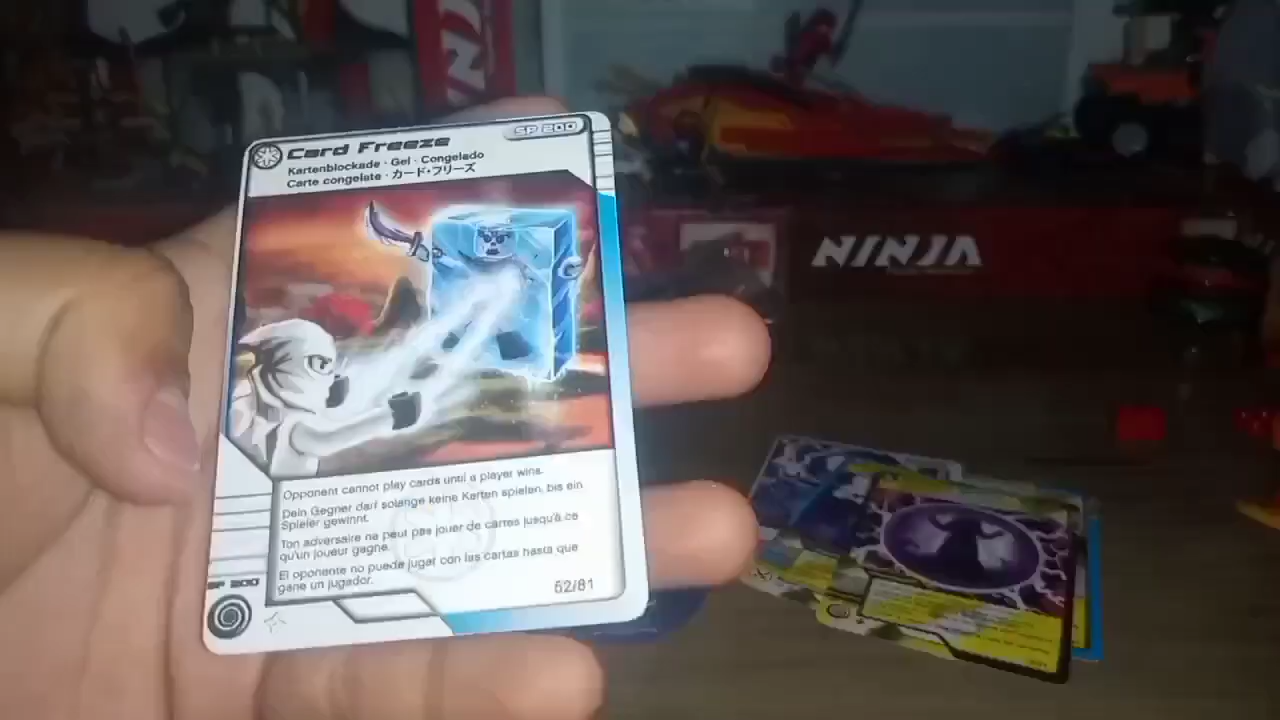 Card Freeze
SP 200
Kartenblockade · Gel · Congelado
Carte congelate · カード・フリーズ
Opponent cannot play cards until a player wins.
Dein Gegner darf solange keine Karten spielen, bis ein
Spieler gewinnt.
Ton adversaire ne peut pas jouer de cartes jusqu'à ce
qu'un joueur gagne.
El oponente no puede jugar con las cartas hasta que
gane un jugador.
52/81
SP 200
NINJA